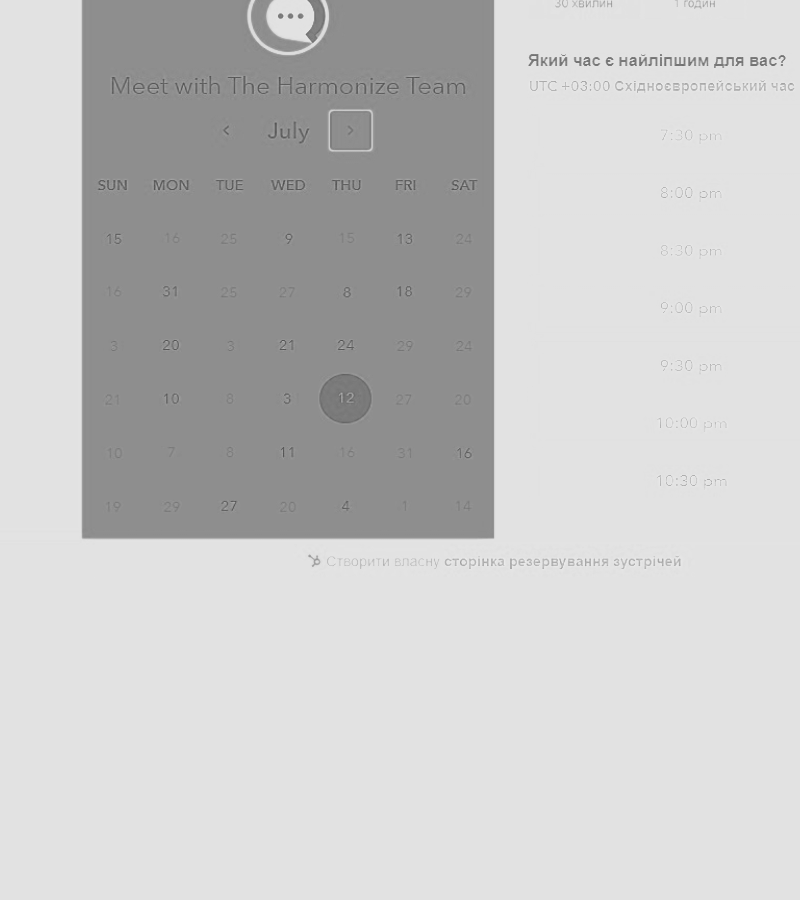 30 хвилин
1 годин
Meet with The Harmonize Team
July
SUN MON TUE WED THU FRI SAT
15 16 25 9 15 13 24
16 31 25 27 8 18 29
3 20 3 21 24 29 24
21 10 8 3 12 27 20
10 7 8 11 16 31 16
19 29 27 20 4 1 14
Який час є найліпшим для вас?
UTC +03:00 Східноєвропейський час
7:30 pm
8:00 pm
8:30 pm
9:00 pm
9:30 pm
10:00 pm
10:30 pm
Створити власну сторінка резервування зустрічей